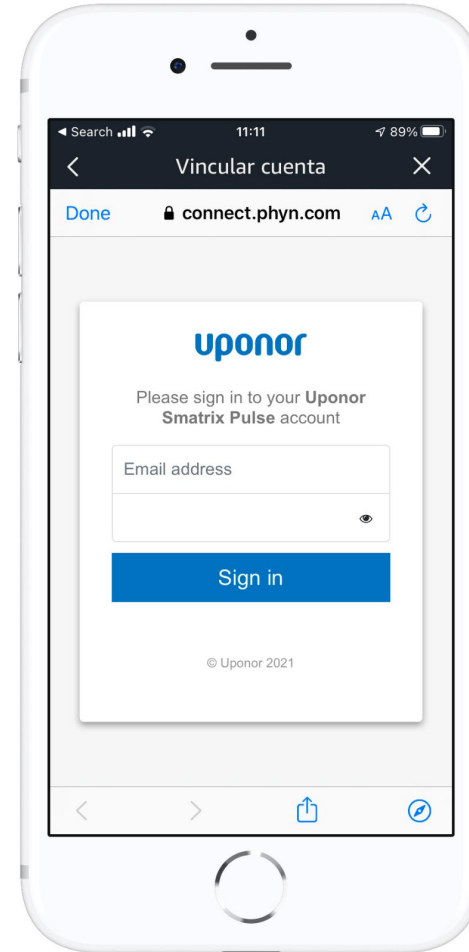 Search 11:11 89%
Vincular cuenta
Done connect.phyn.com AA
uponor
Please sign in to your Uponor
Smatrix Pulse account
Email address
Sign in
© Uponor 2021